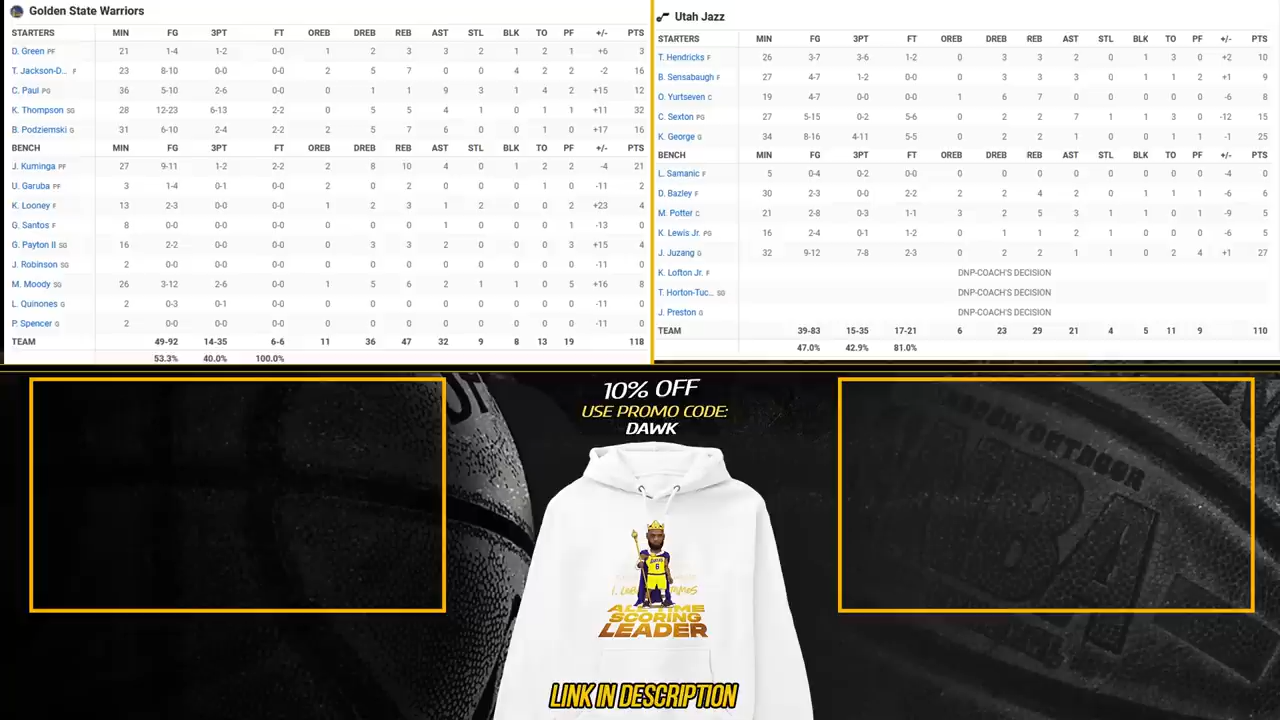 Golden State Warriors
STARTERS MIN FG 3PT FT OREB DREB REB AST STL BLK TO PF +/- PTS
D. Green PF 21 1-4 1-2 0-0 1 2 3 3 2 1 2 2 +6 3
T. Jackson-D... F 23 8-10 0-0 0-0 2 5 7 0 0 4 2 2 -2 16
C. Paul PG 36 5-10 2-6 0-0 0 1 1 9 3 1 4 2 +15 12
K. Thompson SG 28 12-23 6-13 2-2 0 5 5 4 1 0 1 1 +11 32
B. Podziemski G 31 6-10 2-4 2-2 2 5 7 6 0 0 1 0 +17 16
BENCH MIN FG 3PT FT OREB DREB REB AST STL BLK TO PF +/- PTS
J. Kuminga PF 27 9-11 1-2 2-2 2 8 10 4 0 1 2 2 -4 21
U. Garuba PF 3 1-4 0-1 0-0 2 0 2 0 0 0 1 0 -11 2
K. Looney F 13 2-3 0-0 0-0 1 2 3 1 2 0 0 1 +23 4
G. Santos F 8 0-0 0-0 0-0 0 0 0 1 0 0 0 1 -13 0
G. Payton II SG 16 2-2 0-0 0-0 0 3 3 2 0 1 0 3 +15 4
J. Robinson SG 2 0-0 0-0 0-0 0 0 0 0 0 0 0 0 -11 0
M. Moody SG 26 3-12 2-6 0-0 1 5 6 2 1 0 0 5 +16 8
L. Quinones G 2 0-3 0-1 0-0 0 0 0 0 0 0 0 0 -11 0
P. Spencer G 2 0-0 0-0 0-0 0 0 0 0 0 0 0 0 -11 0
TEAM 49-92 14-35 6-6 11 36 47 32 9 8 13 19 118
53.3% 40.0% 100.0%
Utah Jazz
STARTERS MIN FG 3PT FT OREB DREB REB AST STL BLK TO PF +/- PTS
T. Hendricks F 26 3-7 3-6 1-2 0 3 3 2 0 1 3 0 +2 10
B. Sensabaugh F 27 4-7 1-2 0-0 0 3 3 3 0 1 1 2 +1 9
O. Yurtseven C 19 4-7 0-0 0-0 1 6 7 0 0 0 0 0 -6 8
C. Sexton PG 27 5-15 0-2 5-6 0 2 2 7 1 1 3 0 -12 15
K. George G 34 8-16 4-11 5-5 0 2 2 1 0 1 1 1 -1 25
BENCH MIN FG 3PT FT OREB DREB REB AST STL BLK TO PF +/- PTS
L. Samanic F 5 0-4 0-2 0-0 0 0 0 0 0 0 0 0 -4 0
D. Bazley F 30 2-3 0-0 2-2 2 2 4 2 0 1 1 1 -6 6
M. Potter C 21 2-8 0-3 1-1 3 2 5 3 1 0 1 1 -9 5
K. Lewis Jr. PG 16 2-4 0-1 1-2 0 1 1 2 1 0 0 0 -6 5
J. Juzang G 32 9-12 7-8 2-3 0 2 2 1 1 0 2 4 +1 27
K. Lofton Jr. F DNP-COACH'S DECISION
T. Horton-Tuc... SG DNP-COACH'S DECISION
J. Preston G DNP-COACH'S DECISION
TEAM 39-83 15-35 17-21 6 23 29 21 4 5 11 9 110
47.0% 42.9% 81.0%
10% OFF
USE PROMO CODE:
DAWK
ALL TIME
SCORING
LEADER
LINK IN DESCRIPTION